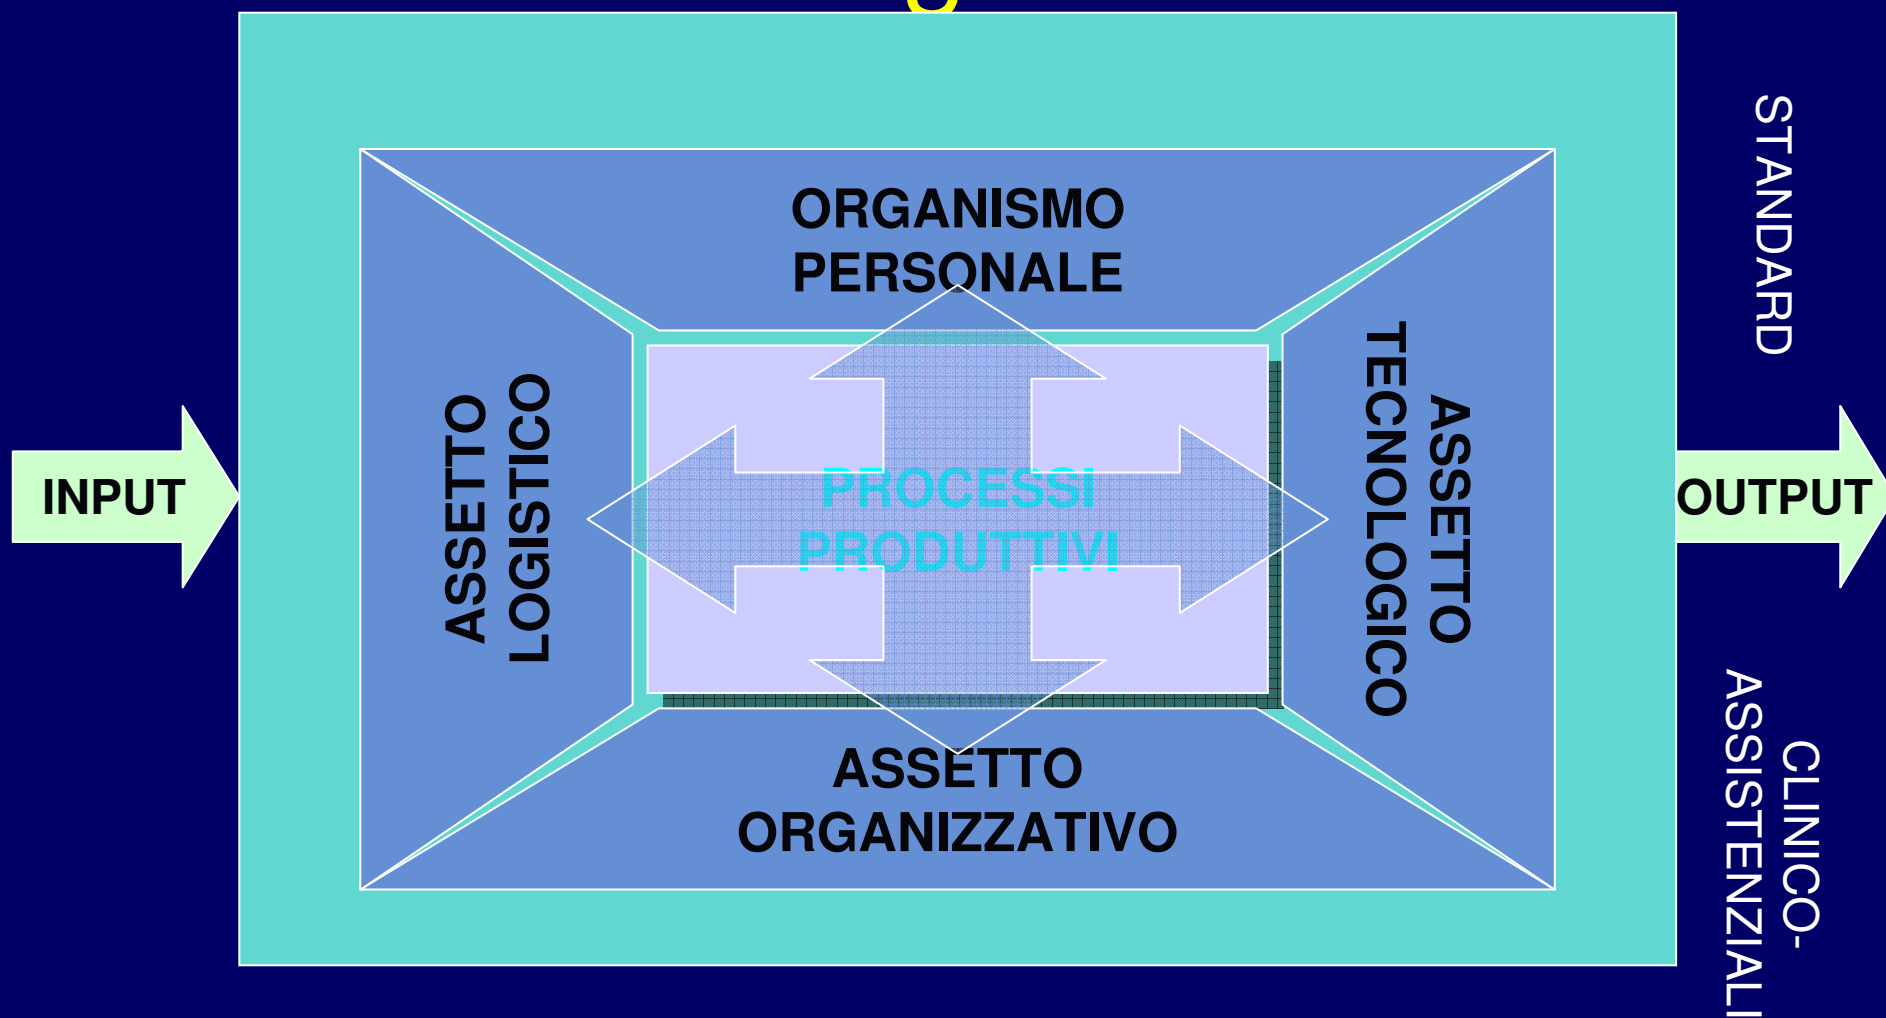 ORGANISMO
PERSONALE
INPUT
ASSETTO
LOGISTICO
PROCESSI
PRODUTTIVI
ASSETTO
TECNOLOGICO
ASSETTO
ORGANIZZATIVO
OUTPUT
STANDARD
CLINICO-
ASSISTENZIALI